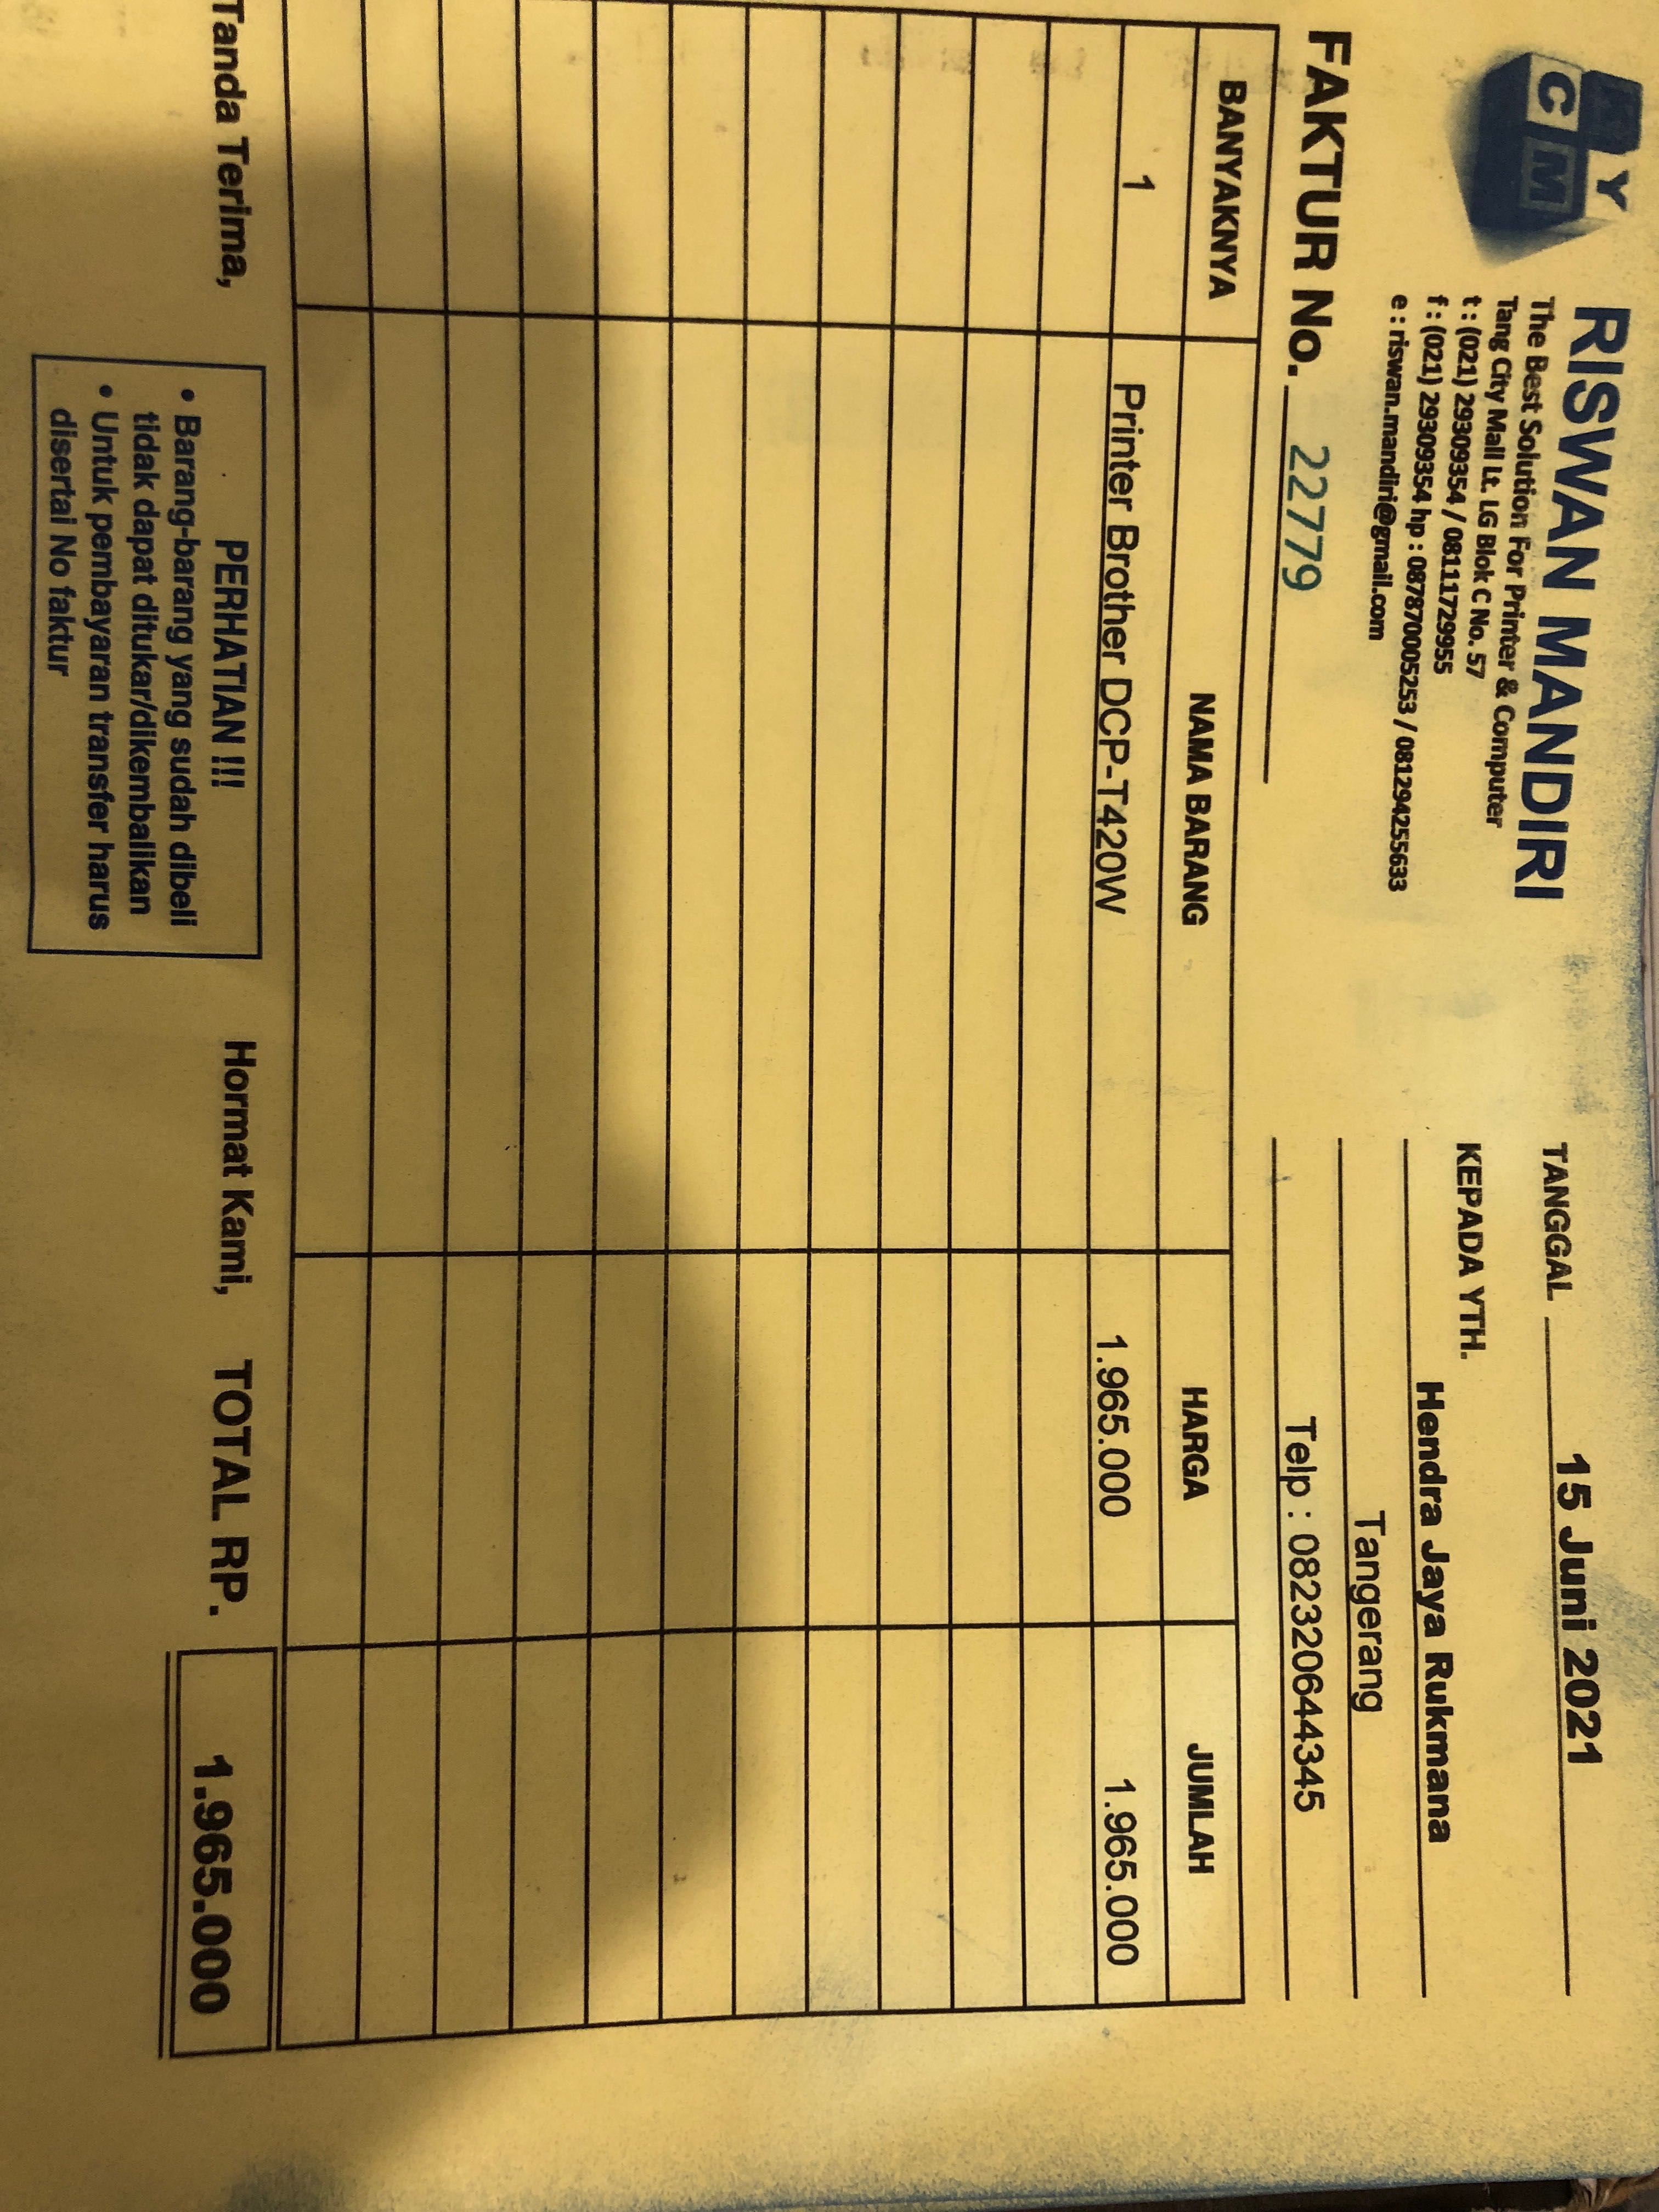 K Y
C M
RISWAN MANDIRI
The Best Solution For Printer & Computer
Tang City Mall Lt. LG Blok C No. 57
t : (021) 29309354 / 08111729955
f : (021) 29309354 hp : 087870005253 / 081294255633
e : riswan.mandiri@gmail.com
TANGGAL 15 Juni 2021
KEPADA YTH.
Hendra Jaya Rukmana
Tangerang
Telp : 082320644345
FAKTUR No. 22779
BANYAKNYA NAMA BARANG HARGA JUMLAH
1 Printer Brother DCP-T420W 1.965.000 1.965.000
Tanda Terima, Hormat Kami, TOTAL RP. 1.965.000
PERHATIAN !!!
• Barang-barang yang sudah dibeli
tidak dapat ditukar/dikembalikan
• Untuk pembayaran transfer harus
disertai No faktur